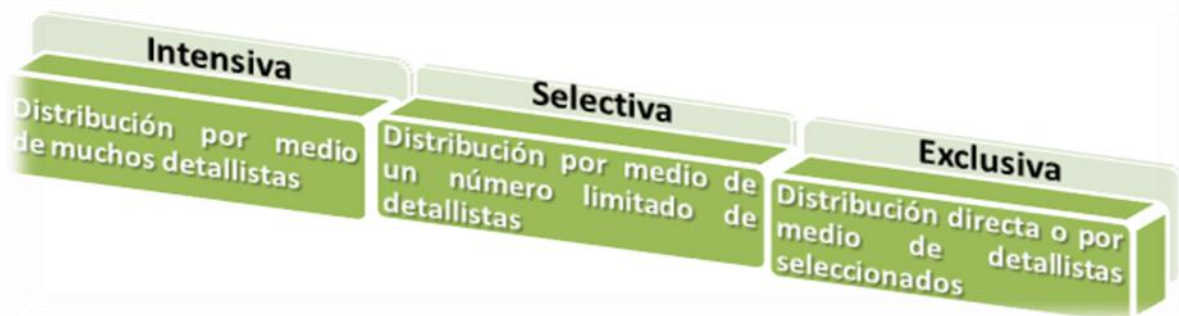 Intensiva
Distribución por medio
de muchos detallistas
Selectiva
Distribución por medio de
un número limitado de
detallistas
Exclusiva
Distribución directa o por
medio de detallistas
seleccionados